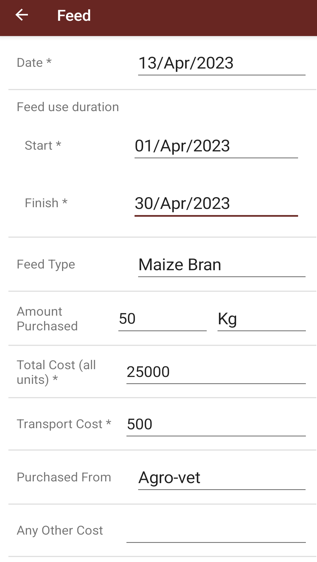 Feed
Date * 13/Apr/2023
Feed use duration
Start * 01/Apr/2023
Finish * 30/Apr/2023
Feed Type Maize Bran
Amount
Purchased 50 Kg
Total Cost (all
units) * 25000
Transport Cost * 500
Purchased From Agro-vet
Any Other Cost